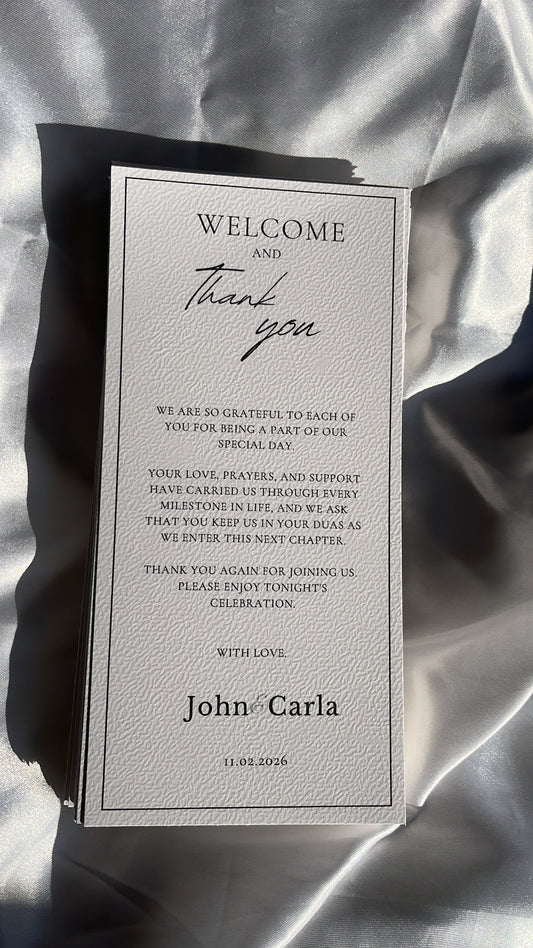 WELCOME
AND
Thank
you
WE ARE SO GRATEFUL TO EACH OF
YOU FOR BEING A PART OF OUR
SPECIAL DAY.
YOUR LOVE, PRAYERS, AND SUPPORT
HAVE CARRIED US THROUGH EVERY
MILESTONE IN LIFE, AND WE ASK
THAT YOU KEEP US IN YOUR DUAS AS
WE ENTER THIS NEXT CHAPTER.
THANK YOU AGAIN FOR JOINING US.
PLEASE ENJOY TONIGHT'S
CELEBRATION.
WITH LOVE.
John & Carla
11.02.2026